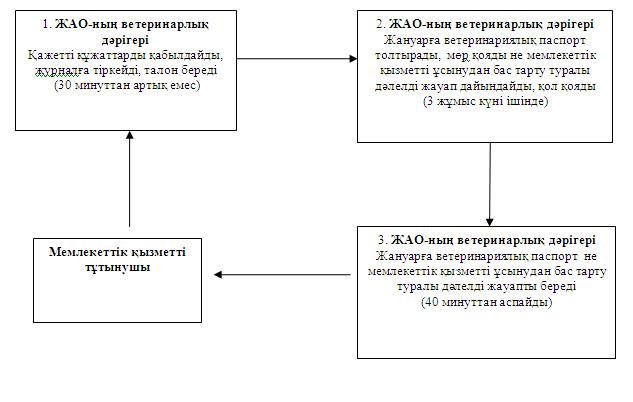 1. ЖАО-ның ветеринарлық
дәрігері
Қажетті құжаттарды қабылдайды,
журналға тіркейді, талон береді
(30 минуттан артық емес)
2. ЖАО-ның ветеринарлық дәрігері
Жануарға ветеринариялық паспорт
толтырады, мөр қояды не мемлекеттік
қызметті ұсынудан бас тарту туралы
дәлелді жауап дайындайды, қол қояды
(3 жұмыс күні ішінде)
3. ЖАО-ның ветеринарлық дәрігері
Жануарға ветеринариялық паспорт не
мемлекеттік қызметті ұсынудан бас тарту
туралы дәлелді жауапты береді
(40 минуттан аспайды)
Мемлекеттік қызметті
тұтынушы